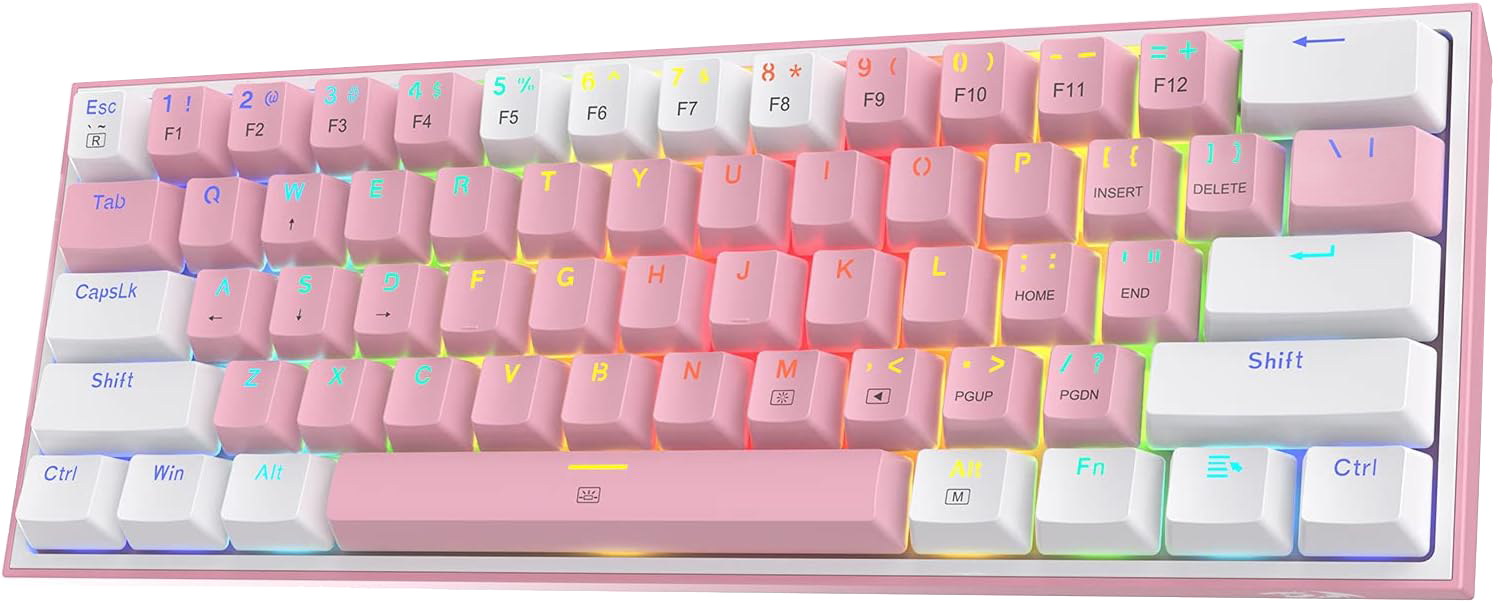 Esc 1 ! 2 @ 3 # 4 $ 5 % 6 ^ 7 & 8 * 9 ( 0 ) - - = + ←
` ~ R F1 F2 F3 F4 F5 F6 F7 F8 F9 F10 F11 F12
Tab Q W E R T Y U I O P [ { ] } \ |
↑ INSERT DELETE
CapsLk A S D F G H J K L ; : ' "
← ↓ → HOME END
Shift Z X C V B N M , < . > / ? Shift
PGUP PGDN
Ctrl Win Alt Alt Fn Ctrl
M